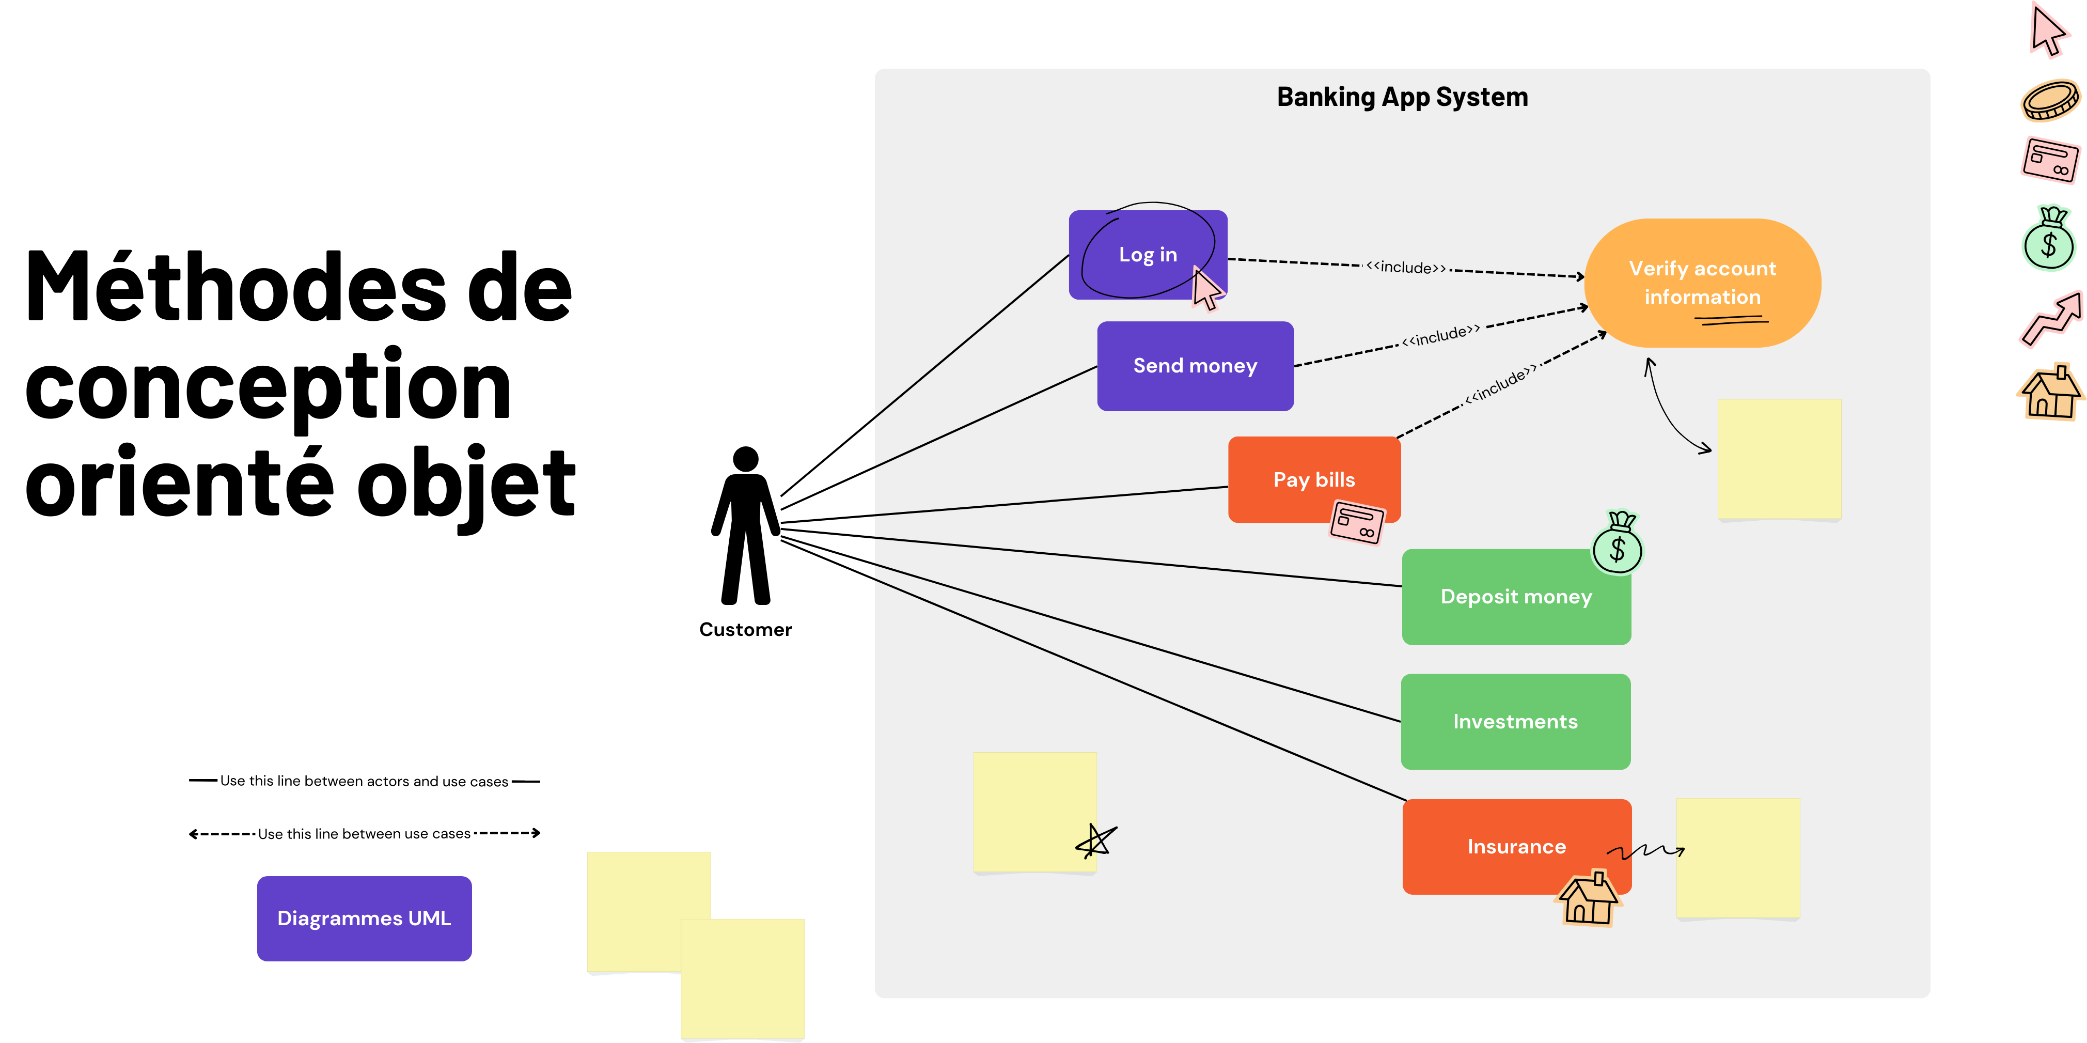 Méthodes de
conception
orienté objet
Banking App System
Log in
<<include>>
Verify account
information
Send money
<<include>>
<<include>>
Pay bills
$
Deposit money
Customer
Investments
Insurance
Use this line between actors and use cases
Use this line between use cases
Diagrammes UML
$